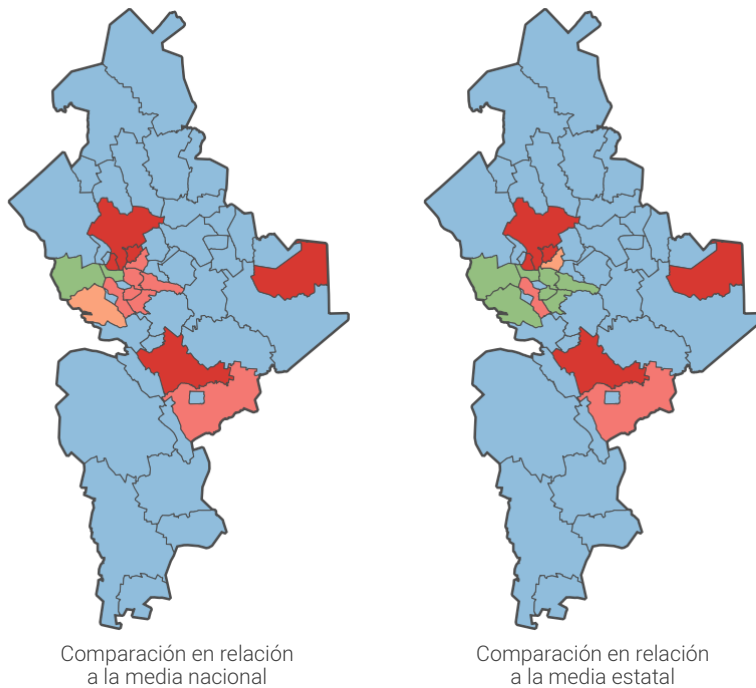 Comparación en relación
a la media nacional
Comparación en relación
a la media estatal